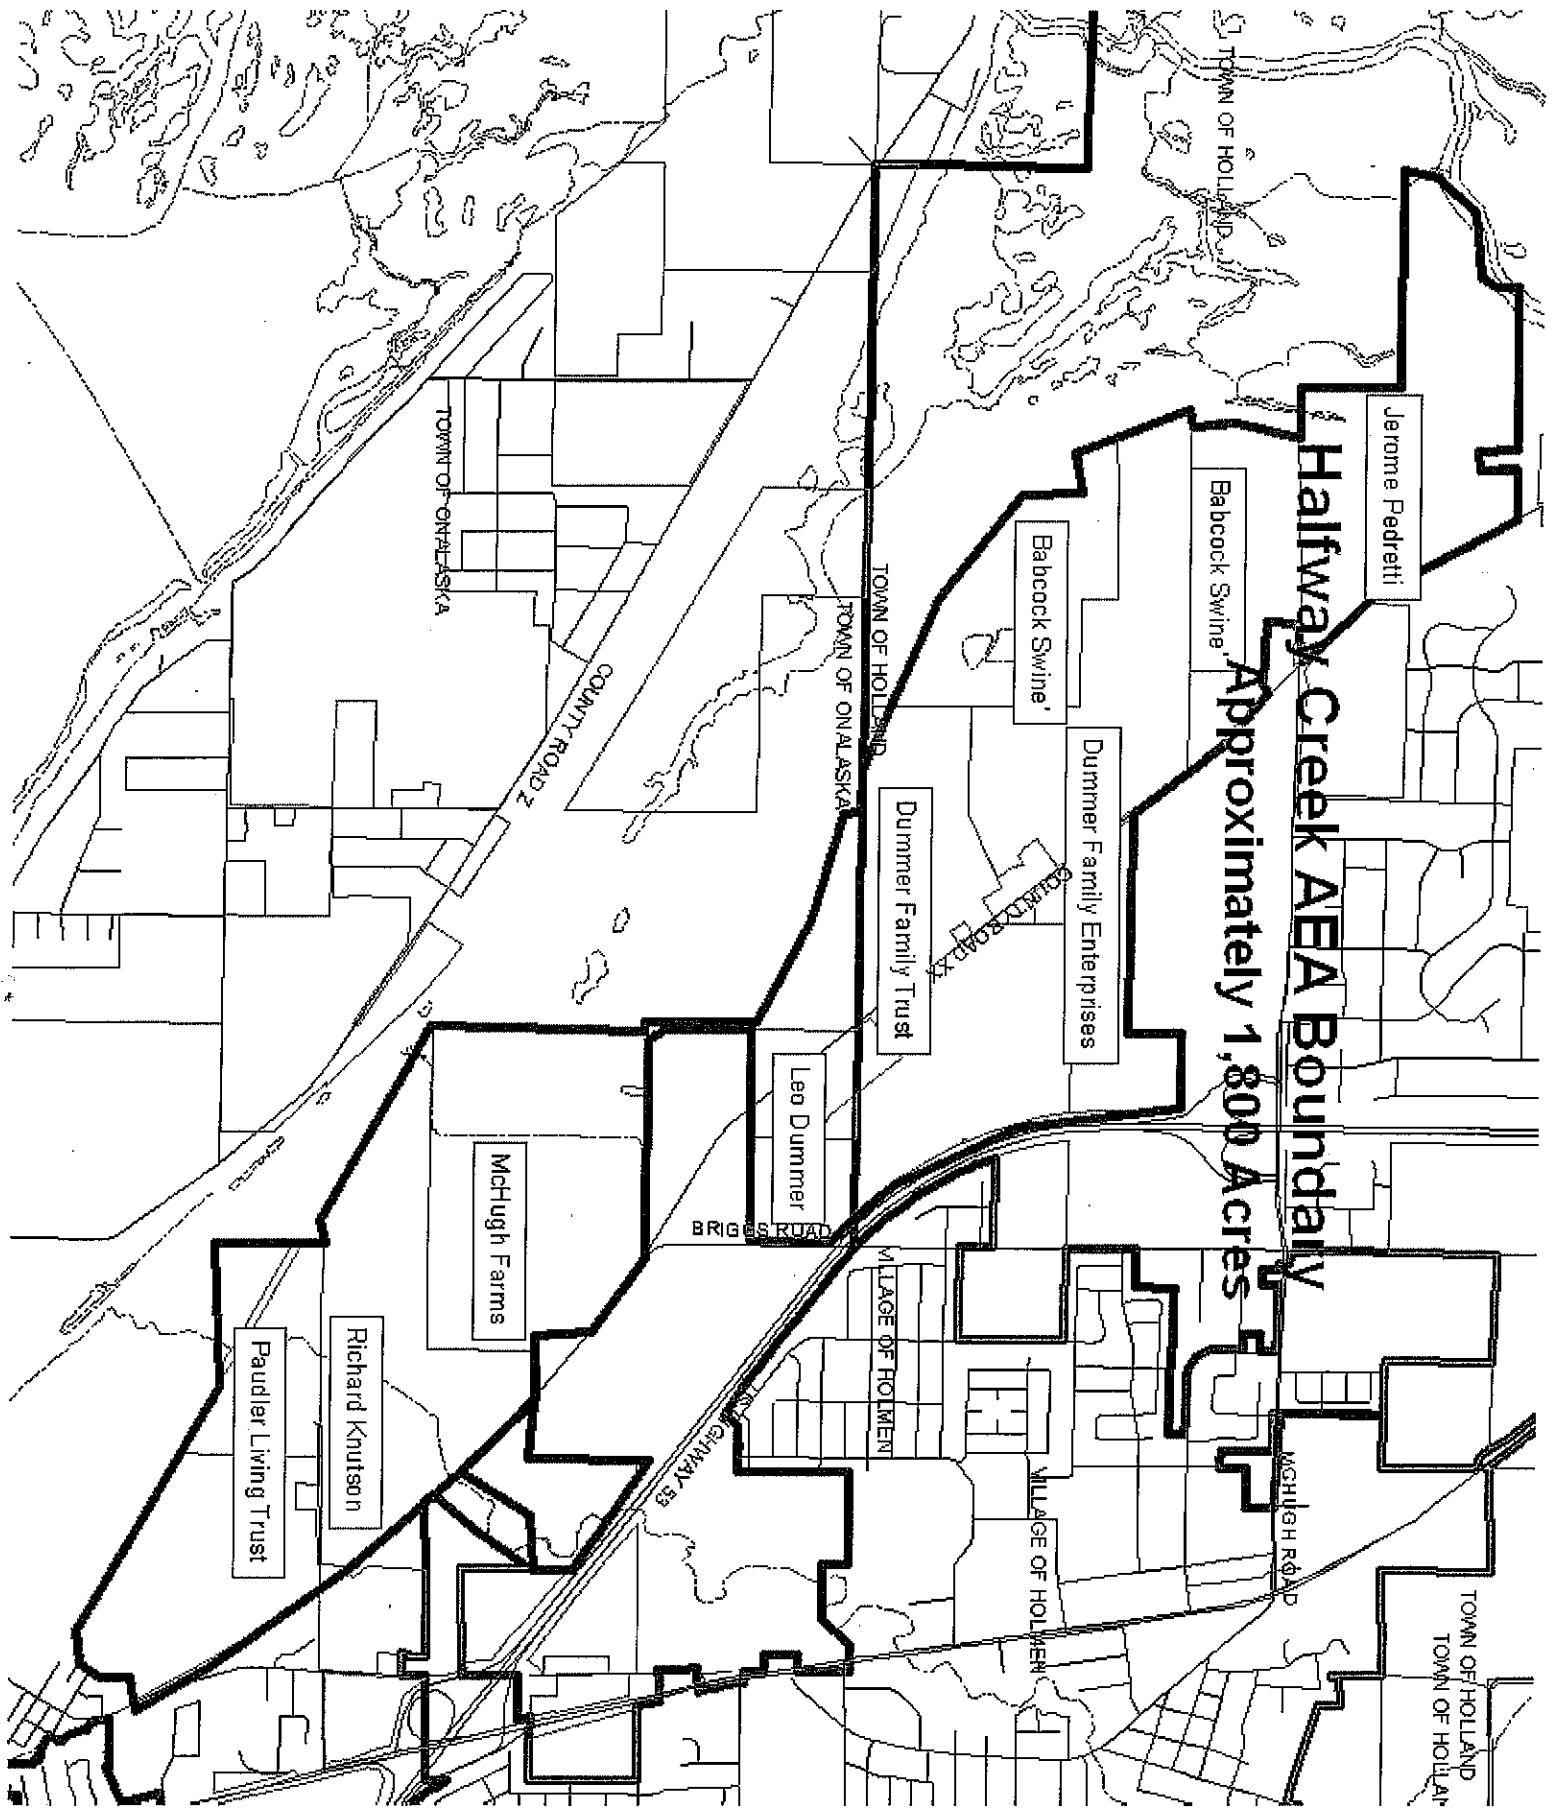 Halfway Creek AEA Boundary
Approximately 1,800 Acres
TOWN OF HOLLAND
Jerome Pedretti
Babcock Swine'
Babcock Swine'
Dummer Family Enterprises
Dummer Family Trust
COUNTY ROAD XX
TOWN OF HOLLAND
TOWN OF ONALASKA
TOWN OF ONALASKA
COUNTY ROAD Z
Leo Dummer
BRIGGS ROAD
McHugh Farms
Richard Knutson
Paudler Living Trust
GHWAY 53
VILLAGE OF HOLMEN
VILLAGE OF HOLMEN
MCHUGH ROAD
TOWN OF HOLLAND
TOWN OF HOLLAN